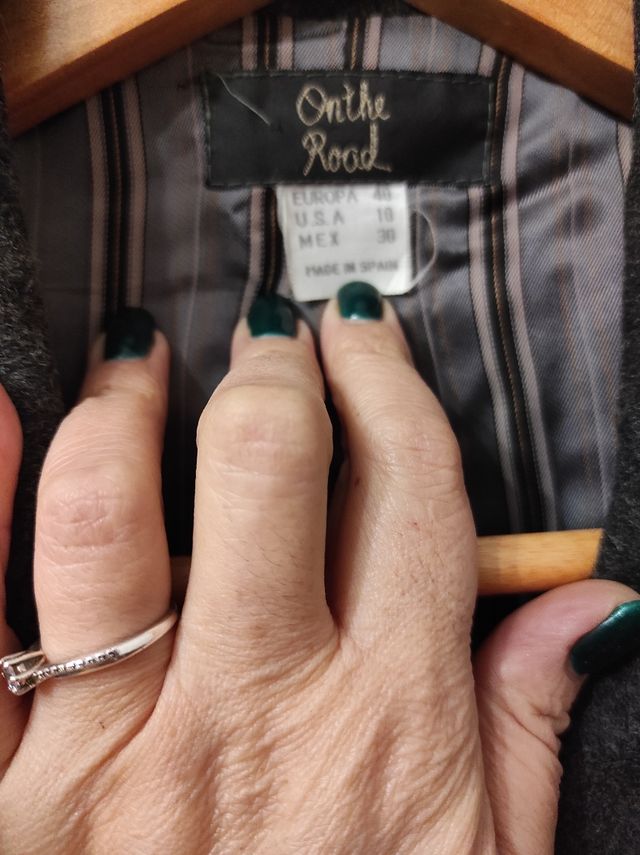 On the
Road
EUROPA 40
U.S.A 10
MEX 30
MADE IN SPAIN